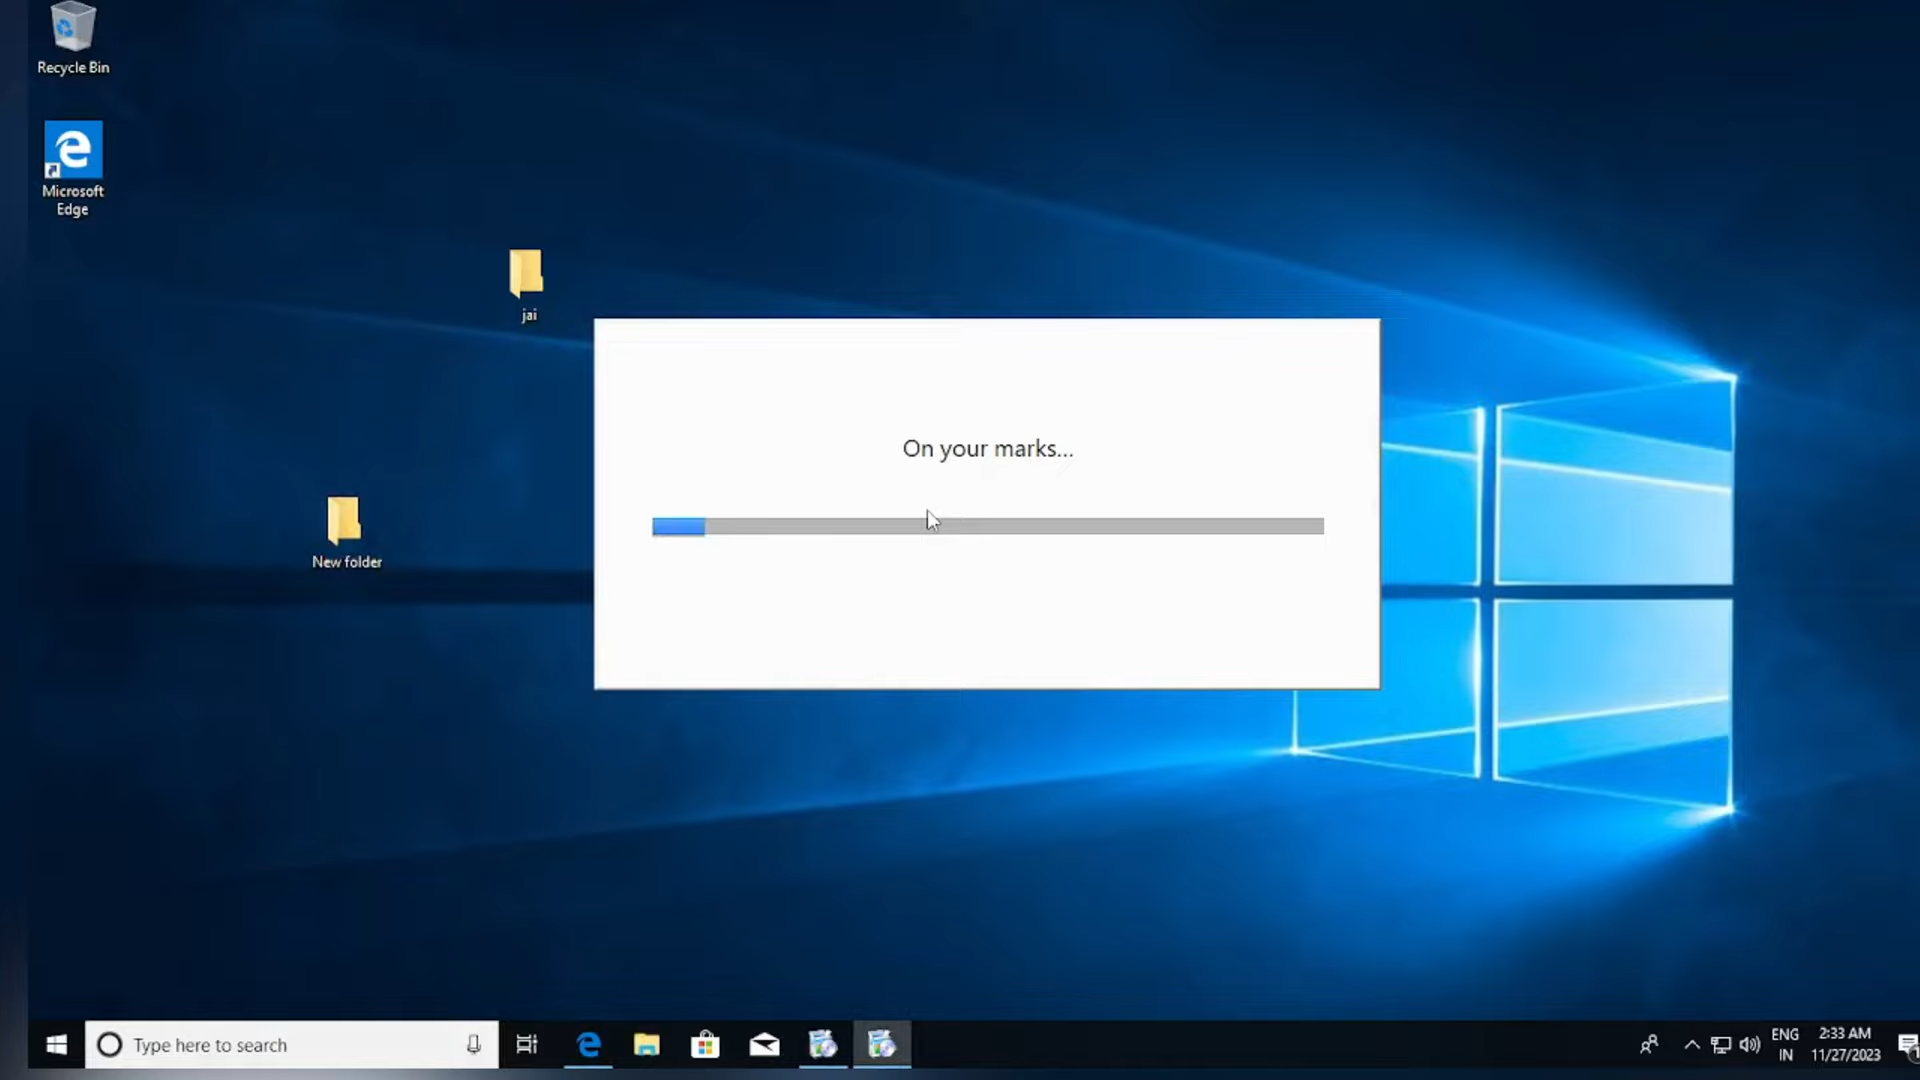 Recycle Bin
Microsoft
Edge
jai
On your marks...
New folder
Type here to search
ENG
IN
2:33 AM
11/27/2023
1